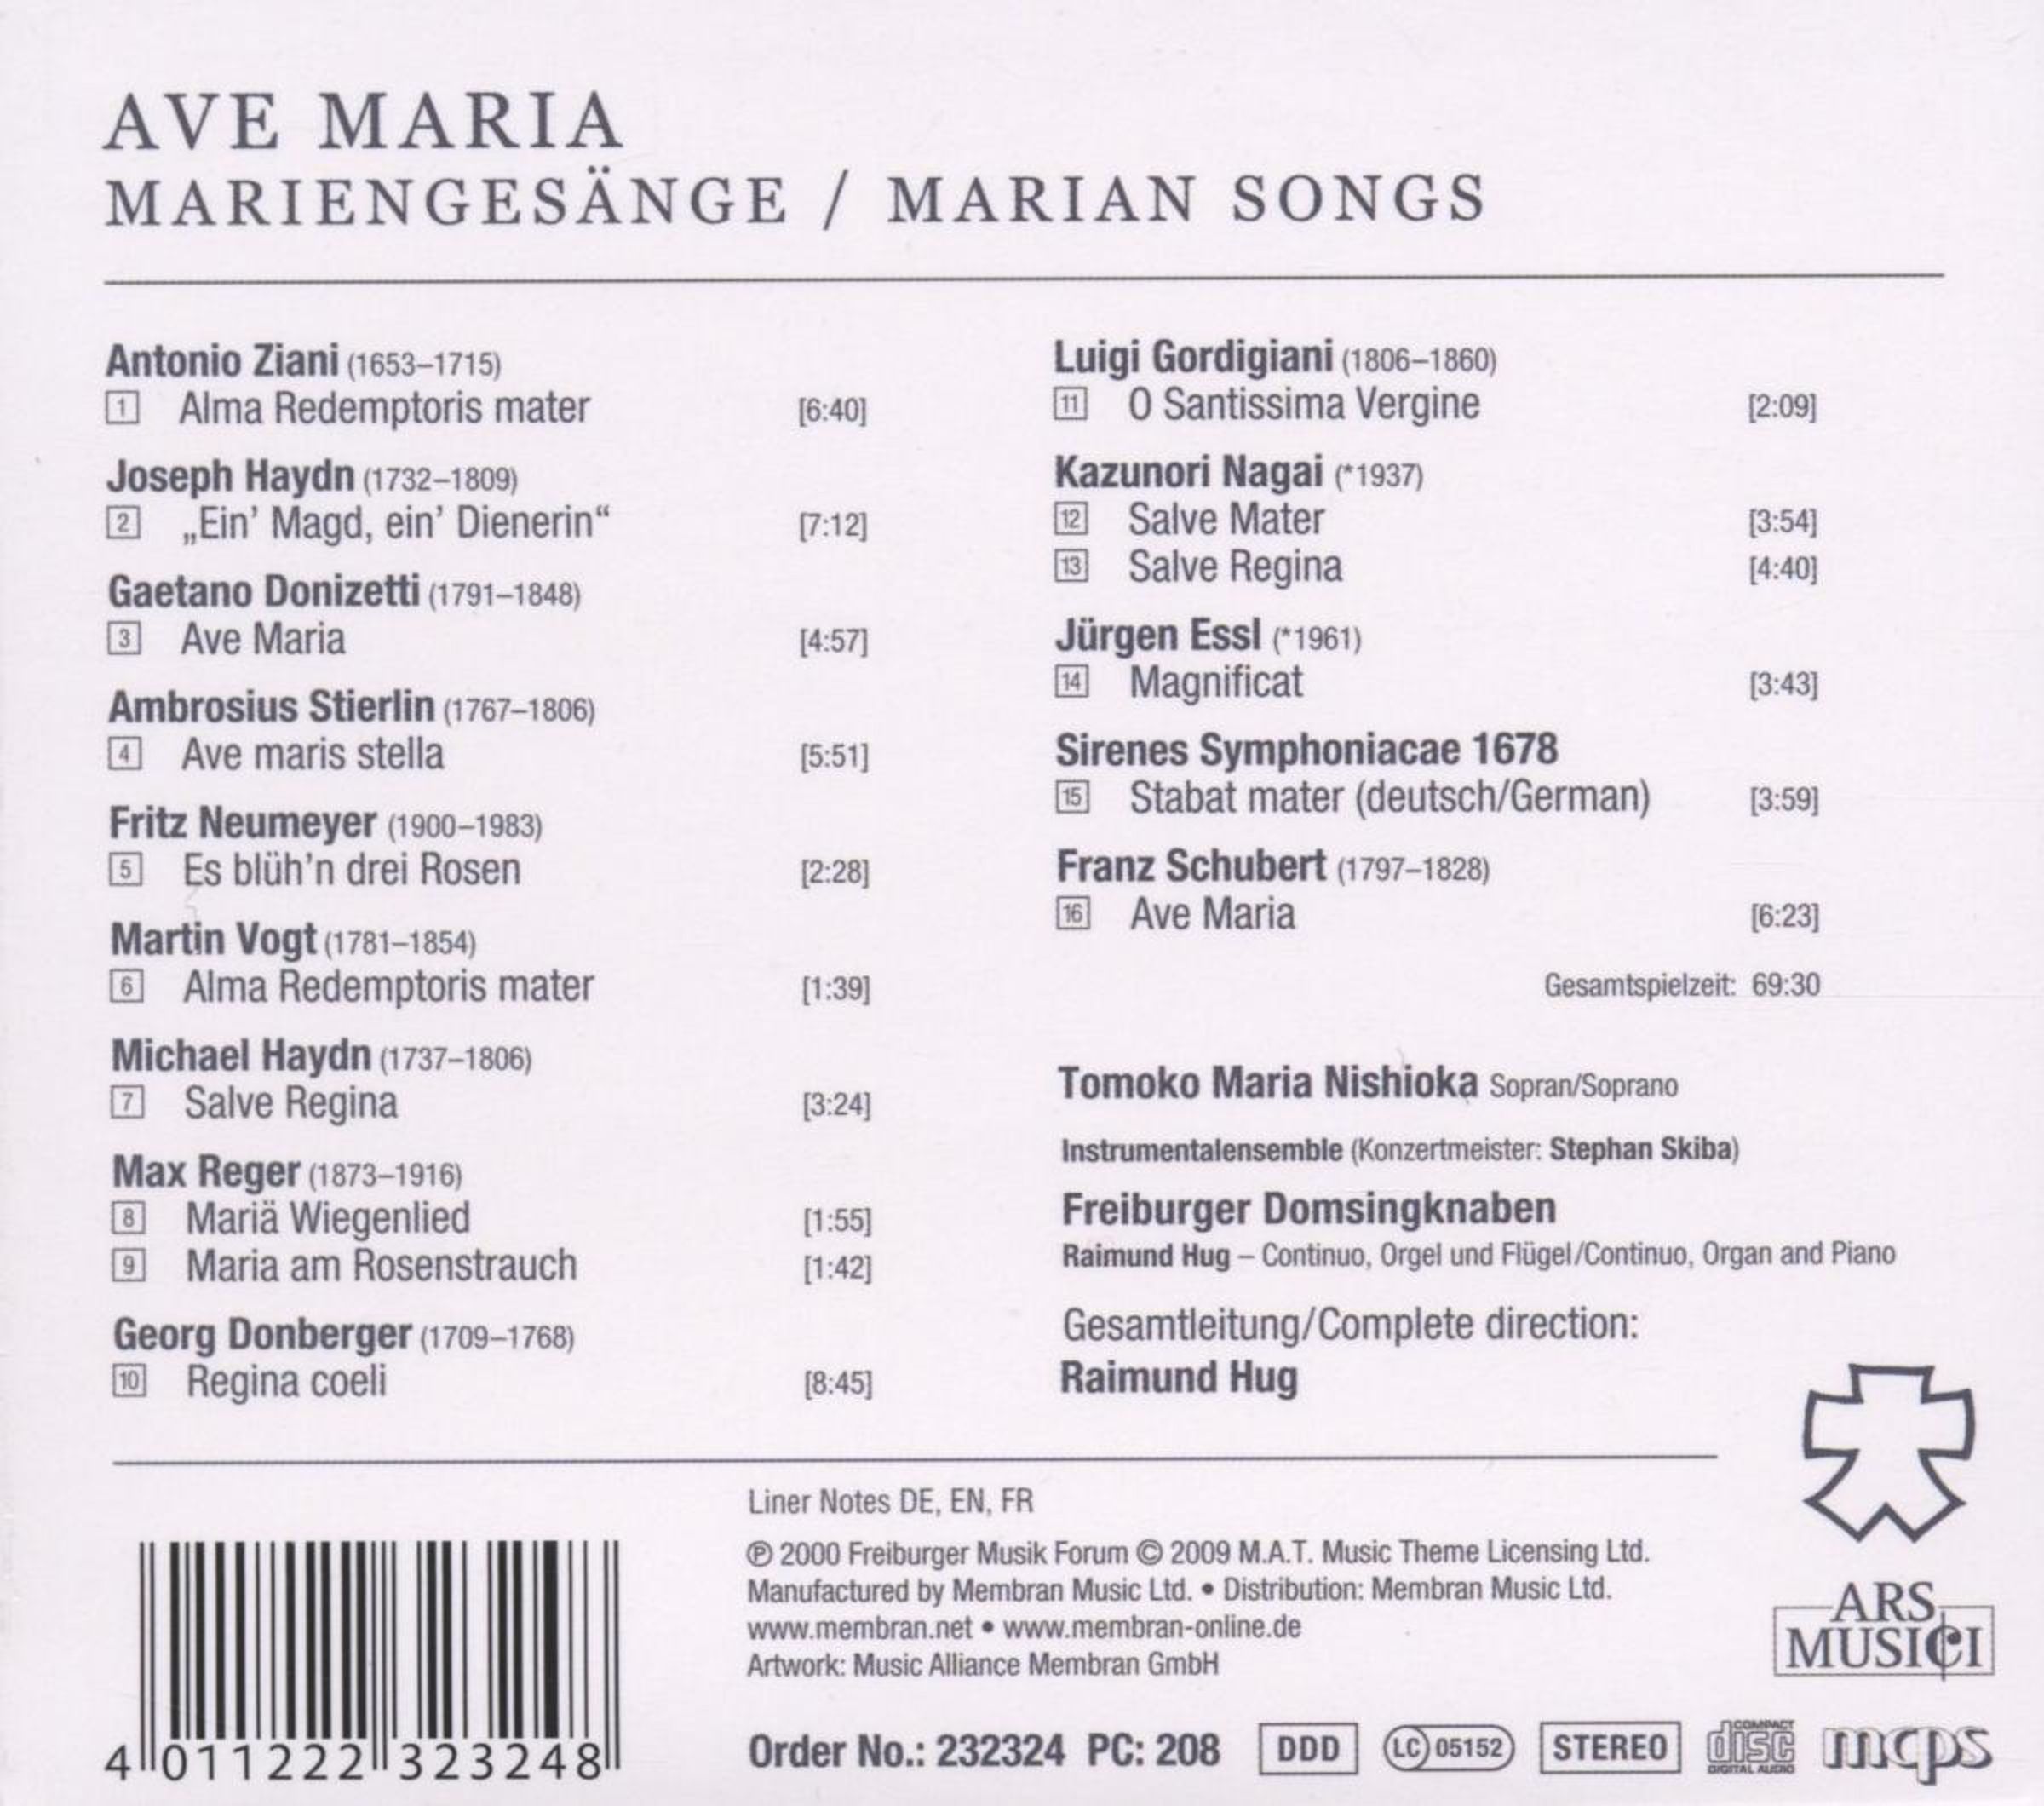 AVE MARIA
MARIENGESÄNGE / MARIAN SONGS
Antonio Ziani (1653–1715)
1 Alma Redemptoris mater [6:40]
Joseph Haydn (1732–1809)
2 „Ein' Magd, ein' Dienerin“ [7:12]
Gaetano Donizetti (1791–1848)
3 Ave Maria [4:57]
Ambrosius Stierlin (1767–1806)
4 Ave maris stella [5:51]
Fritz Neumeyer (1900–1983)
5 Es blüh'n drei Rosen [2:28]
Martin Vogt (1781–1854)
6 Alma Redemptoris mater [1:39]
Michael Haydn (1737–1806)
7 Salve Regina [3:24]
Max Reger (1873–1916)
8 Mariä Wiegenlied [1:55]
9 Maria am Rosenstrauch [1:42]
Georg Donberger (1709–1768)
10 Regina coeli [8:45]
Luigi Gordigiani (1806–1860)
11 O Santissima Vergine [2:09]
Kazunori Nagai (*1937)
12 Salve Mater [3:54]
13 Salve Regina [4:40]
Jürgen Essl (*1961)
14 Magnificat [3:43]
Sirenes Symphoniacae 1678
15 Stabat mater (deutsch/German) [3:59]
Franz Schubert (1797–1828)
16 Ave Maria [6:23]
Gesamtspielzeit: 69:30
Tomoko Maria Nishioka Sopran/Soprano
Instrumentalensemble (Konzertmeister: Stephan Skiba)
Freiburger Domsingknaben
Raimund Hug – Continuo, Orgel und Flügel/Continuo, Organ and Piano
Gesamtleitung/Complete direction:
Raimund Hug
Liner Notes DE, EN, FR
℗ 2000 Freiburger Musik Forum © 2009 M.A.T. Music Theme Licensing Ltd.
Manufactured by Membran Music Ltd. • Distribution: Membran Music Ltd.
www.membran.net • www.membran-online.de
Artwork: Music Alliance Membran GmbH
ARS
MUSICI
4 011222 323248
Order No.: 232324 PC: 208 DDD LC 05152 STEREO
COMPACT
disc
DIGITAL AUDIO
mcps